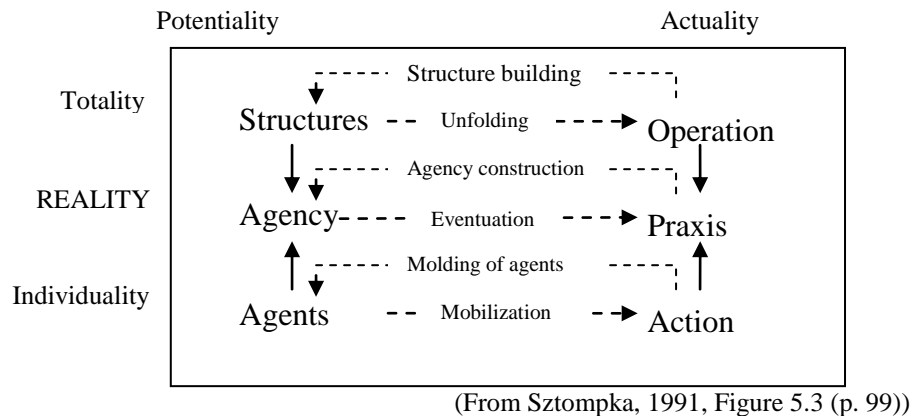 Potentiality Actuality
Structure building
Totality
Structures Unfolding Operation
Agency construction
REALITY
Agency Eventuation Praxis
Molding of agents
Individuality
Agents Mobilization Action
(From Sztompka, 1991, Figure 5.3 (p. 99))